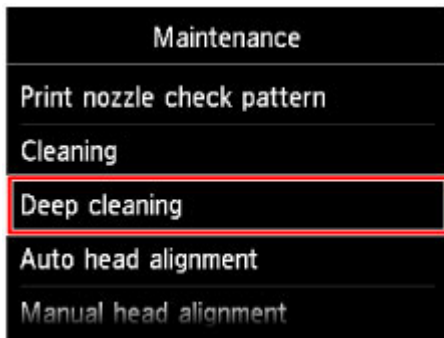 Maintenance
Print nozzle check pattern
Cleaning
Deep cleaning
Auto head alignment
Manual head alignment